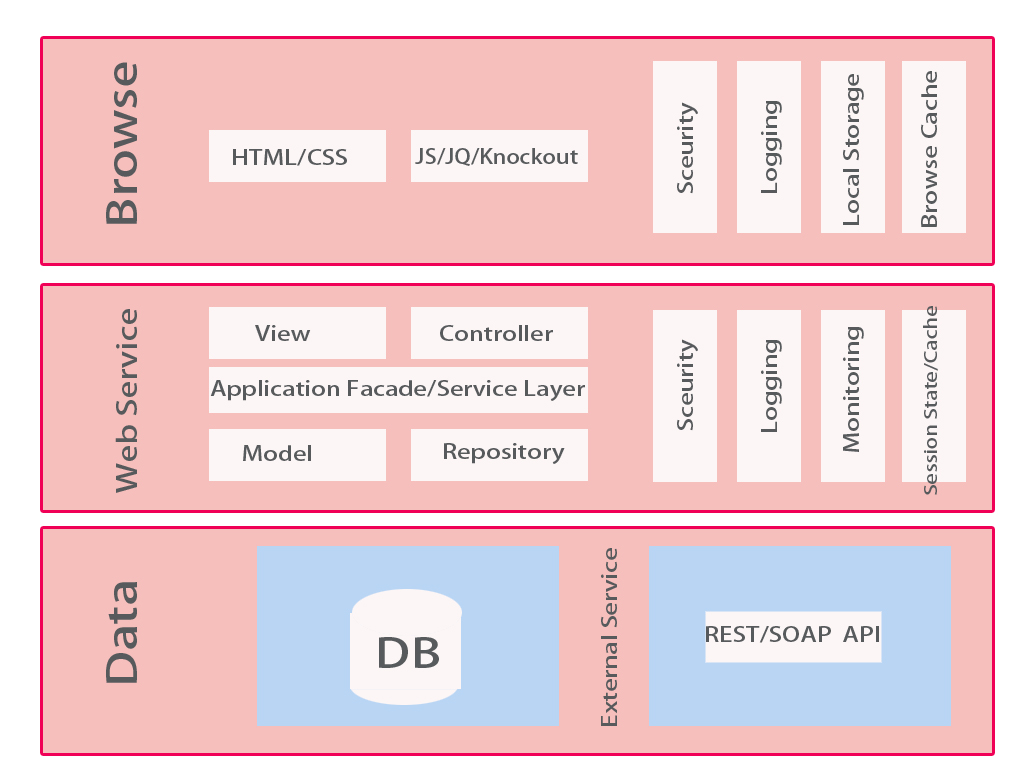 Browse
HTML/CSS
JS/JQ/Knockout
Sceurity
Logging
Local Storage
Browse Cache
Web Service
View
Controller
Application Facade/Service Layer
Model
Repository
Sceurity
Logging
Monitoring
Session State/Cache
Data
DB
External Service
REST/SOAP API